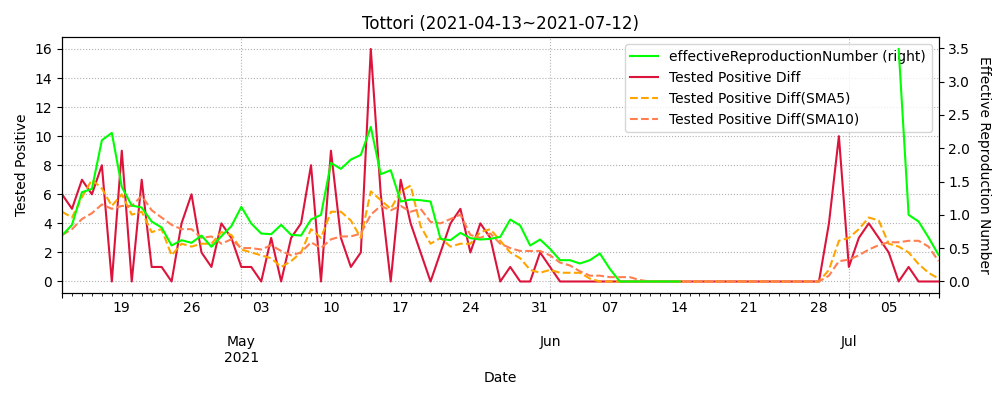 Tottori (2021-04-13~2021-07-12)
effectiveReproductionNumber (right)
Tested Positive Diff
Tested Positive Diff(SMA5)
Tested Positive Diff(SMA10)
Tested Positive
16
14
12
10
8
6
4
2
0
Effective Reproduction Number
3.5
3.0
2.5
2.0
1.5
1.0
0.5
0.0
19 26 03 10 17 24 31 07 14 21 28 05
May Jun Jul
2021
Date